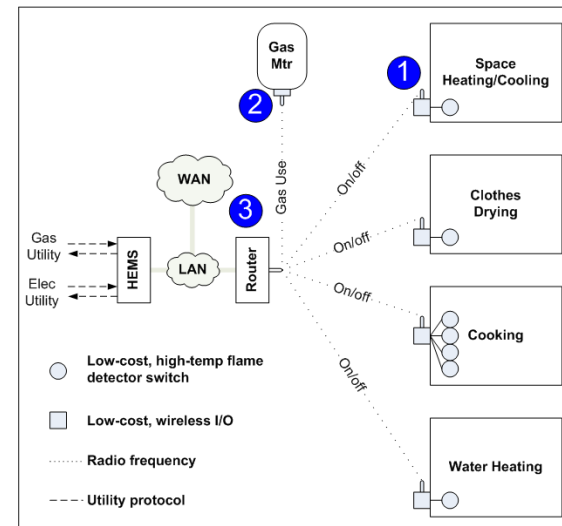 Gas
Mtr
1
Space
Heating/Cooling
2
On/off
WAN
Gas Use
3
Clothes
Drying
On/off
Gas
Utility
HEMS
LAN
Router
Elec
Utility
On/off
Cooking
Low-cost, high-temp flame
detector switch
On/off
Low-cost, wireless I/O
Radio frequency
Water Heating
Utility protocol